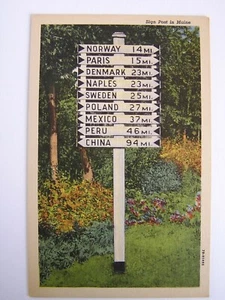 Sign Post in Maine
NORWAY 14 MI.
PARIS 15 MI.
DENMARK 23 MI.
NAPLES 23 MI.
SWEDEN 25 MI.
POLAND 27 MI.
MEXICO 37 MI.
PERU 46 MI.
CHINA 94 MI.